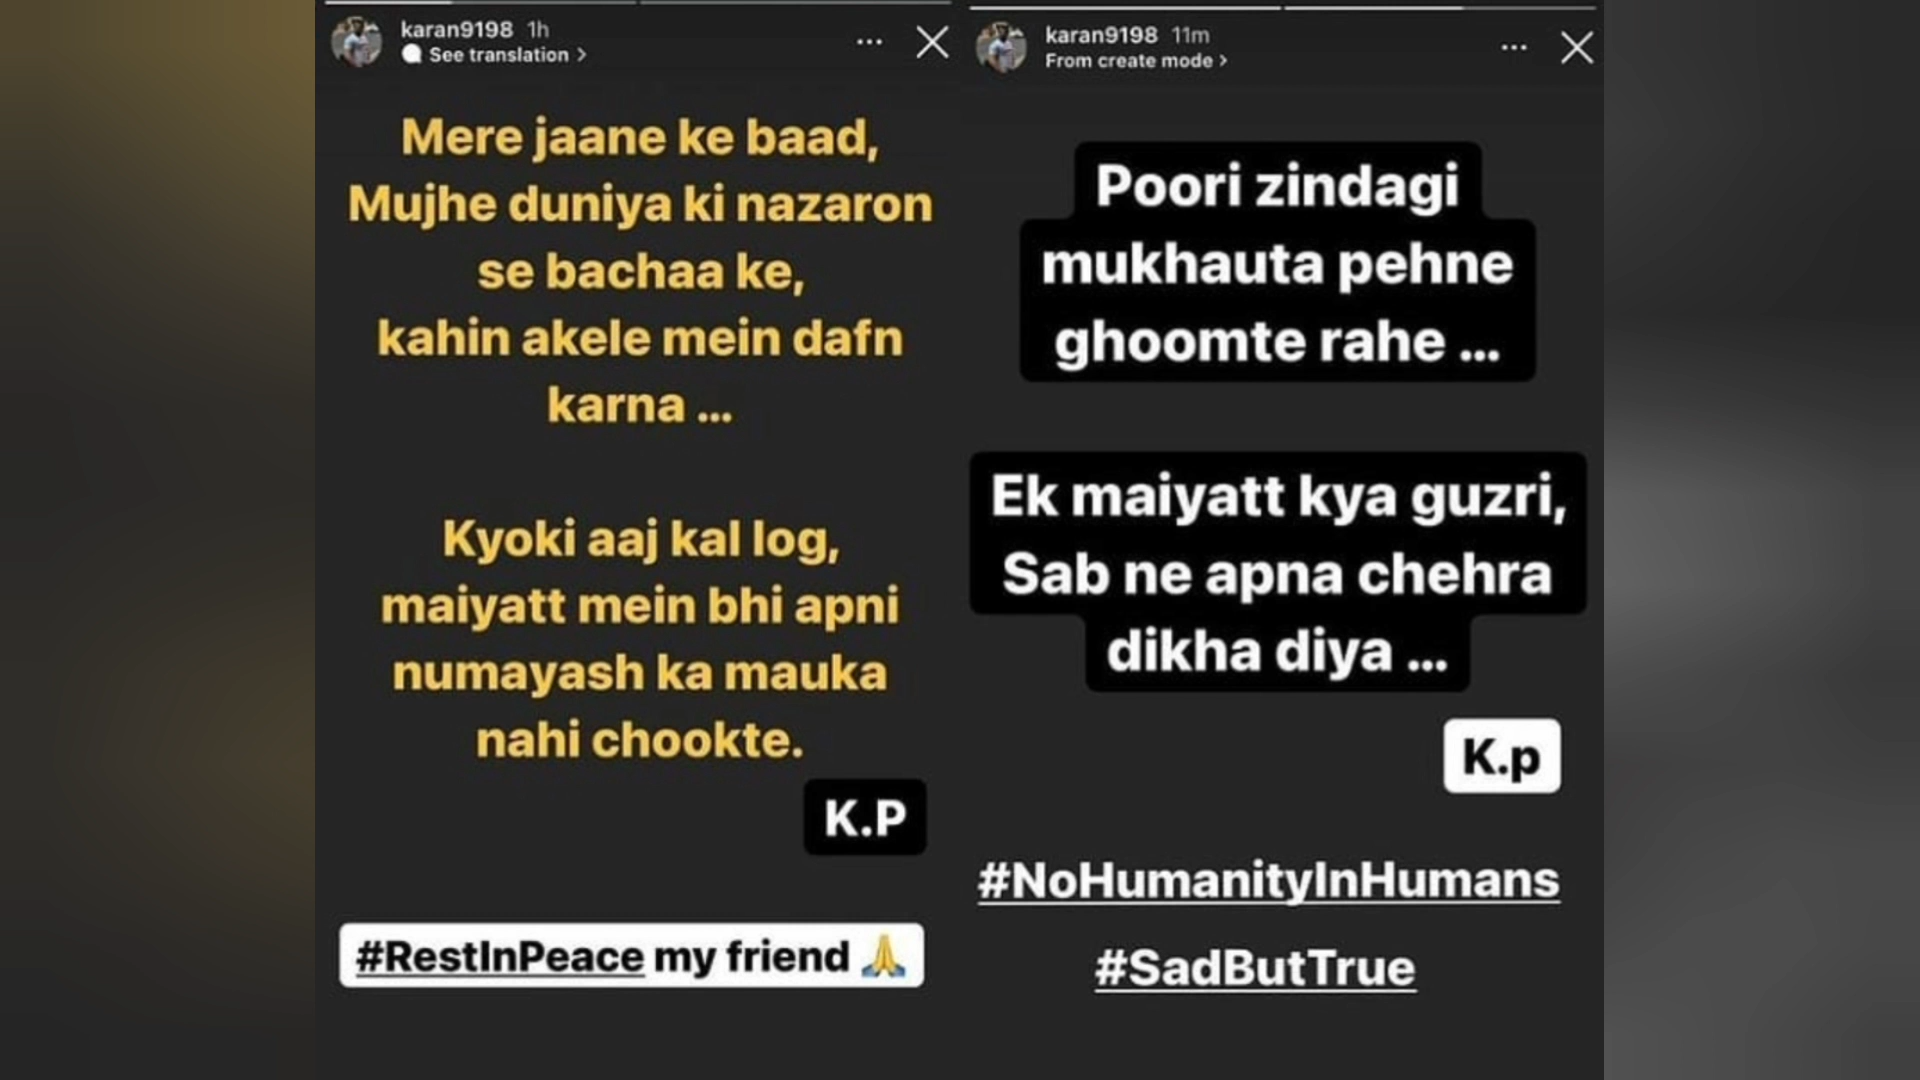 karan9198 1h
See translation >
Mere jaane ke baad,
Mujhe duniya ki nazaron
se bachaa ke,
kahin akele mein dafn
karna ...
Kyoki aaj kal log,
maiyatt mein bhi apni
numayash ka mauka
nahi chookte.
K.P
#RestInPeace my friend 🙏
karan9198 11m
From create mode >
Poori zindagi
mukhauta pehne
ghoomte rahe ...
Ek maiyatt kya guzri,
Sab ne apna chehra
dikha diya ...
K.p
#NoHumanityInHumans
#SadButTrue